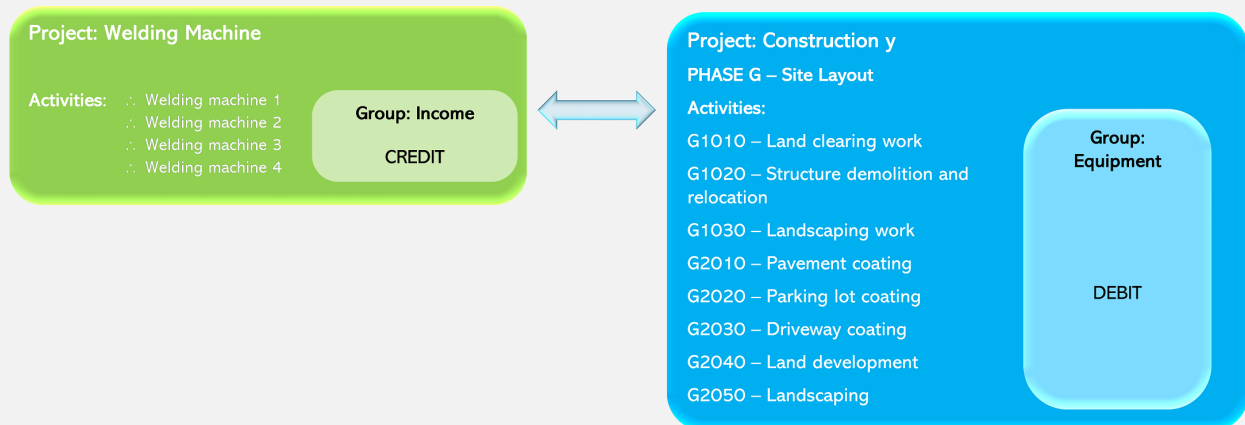 Project: Welding Machine
Activities:
∴ Welding machine 1
∴ Welding machine 2
∴ Welding machine 3
∴ Welding machine 4
Group: Income
CREDIT
Project: Construction y
PHASE G – Site Layout
Activities:
G1010 – Land clearing work
G1020 – Structure demolition and
relocation
G1030 – Landscaping work
G2010 – Pavement coating
G2020 – Parking lot coating
G2030 – Driveway coating
G2040 – Land development
G2050 – Landscaping
Group:
Equipment
DEBIT